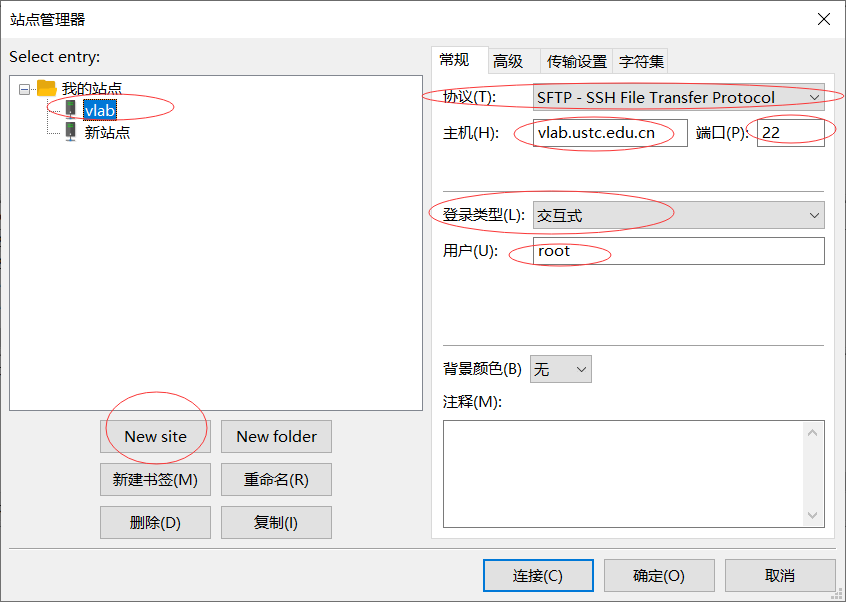 站点管理器
Select entry:
我的站点
vlab
新站点
New site
New folder
新建书签(M)
重命名(R)
删除(D)
复制(I)
常规
高级
传输设置
字符集
协议(T):
SFTP - SSH File Transfer Protocol
主机(H):
vlab.ustc.edu.cn
端口(P):
22
登录类型(L):
交互式
用户(U):
root
背景颜色(B)
无
注释(M):
连接(C)
确定(O)
取消